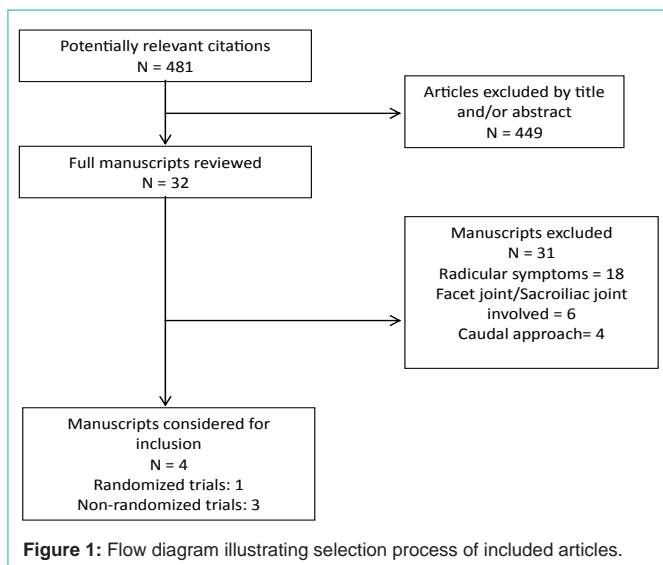 Potentially relevant citations
N = 481
Articles excluded by title
and/or abstract
N = 449
Full manuscripts reviewed
N = 32
Manuscripts excluded
N = 31
Radicular symptoms = 18
Facet joint/Sacroiliac joint
involved = 6
Caudal approach= 4
Manuscripts considered for
inclusion
N = 4
Randomized trials: 1
Non-randomized trials: 3
Figure 1: Flow diagram illustrating selection process of included articles.